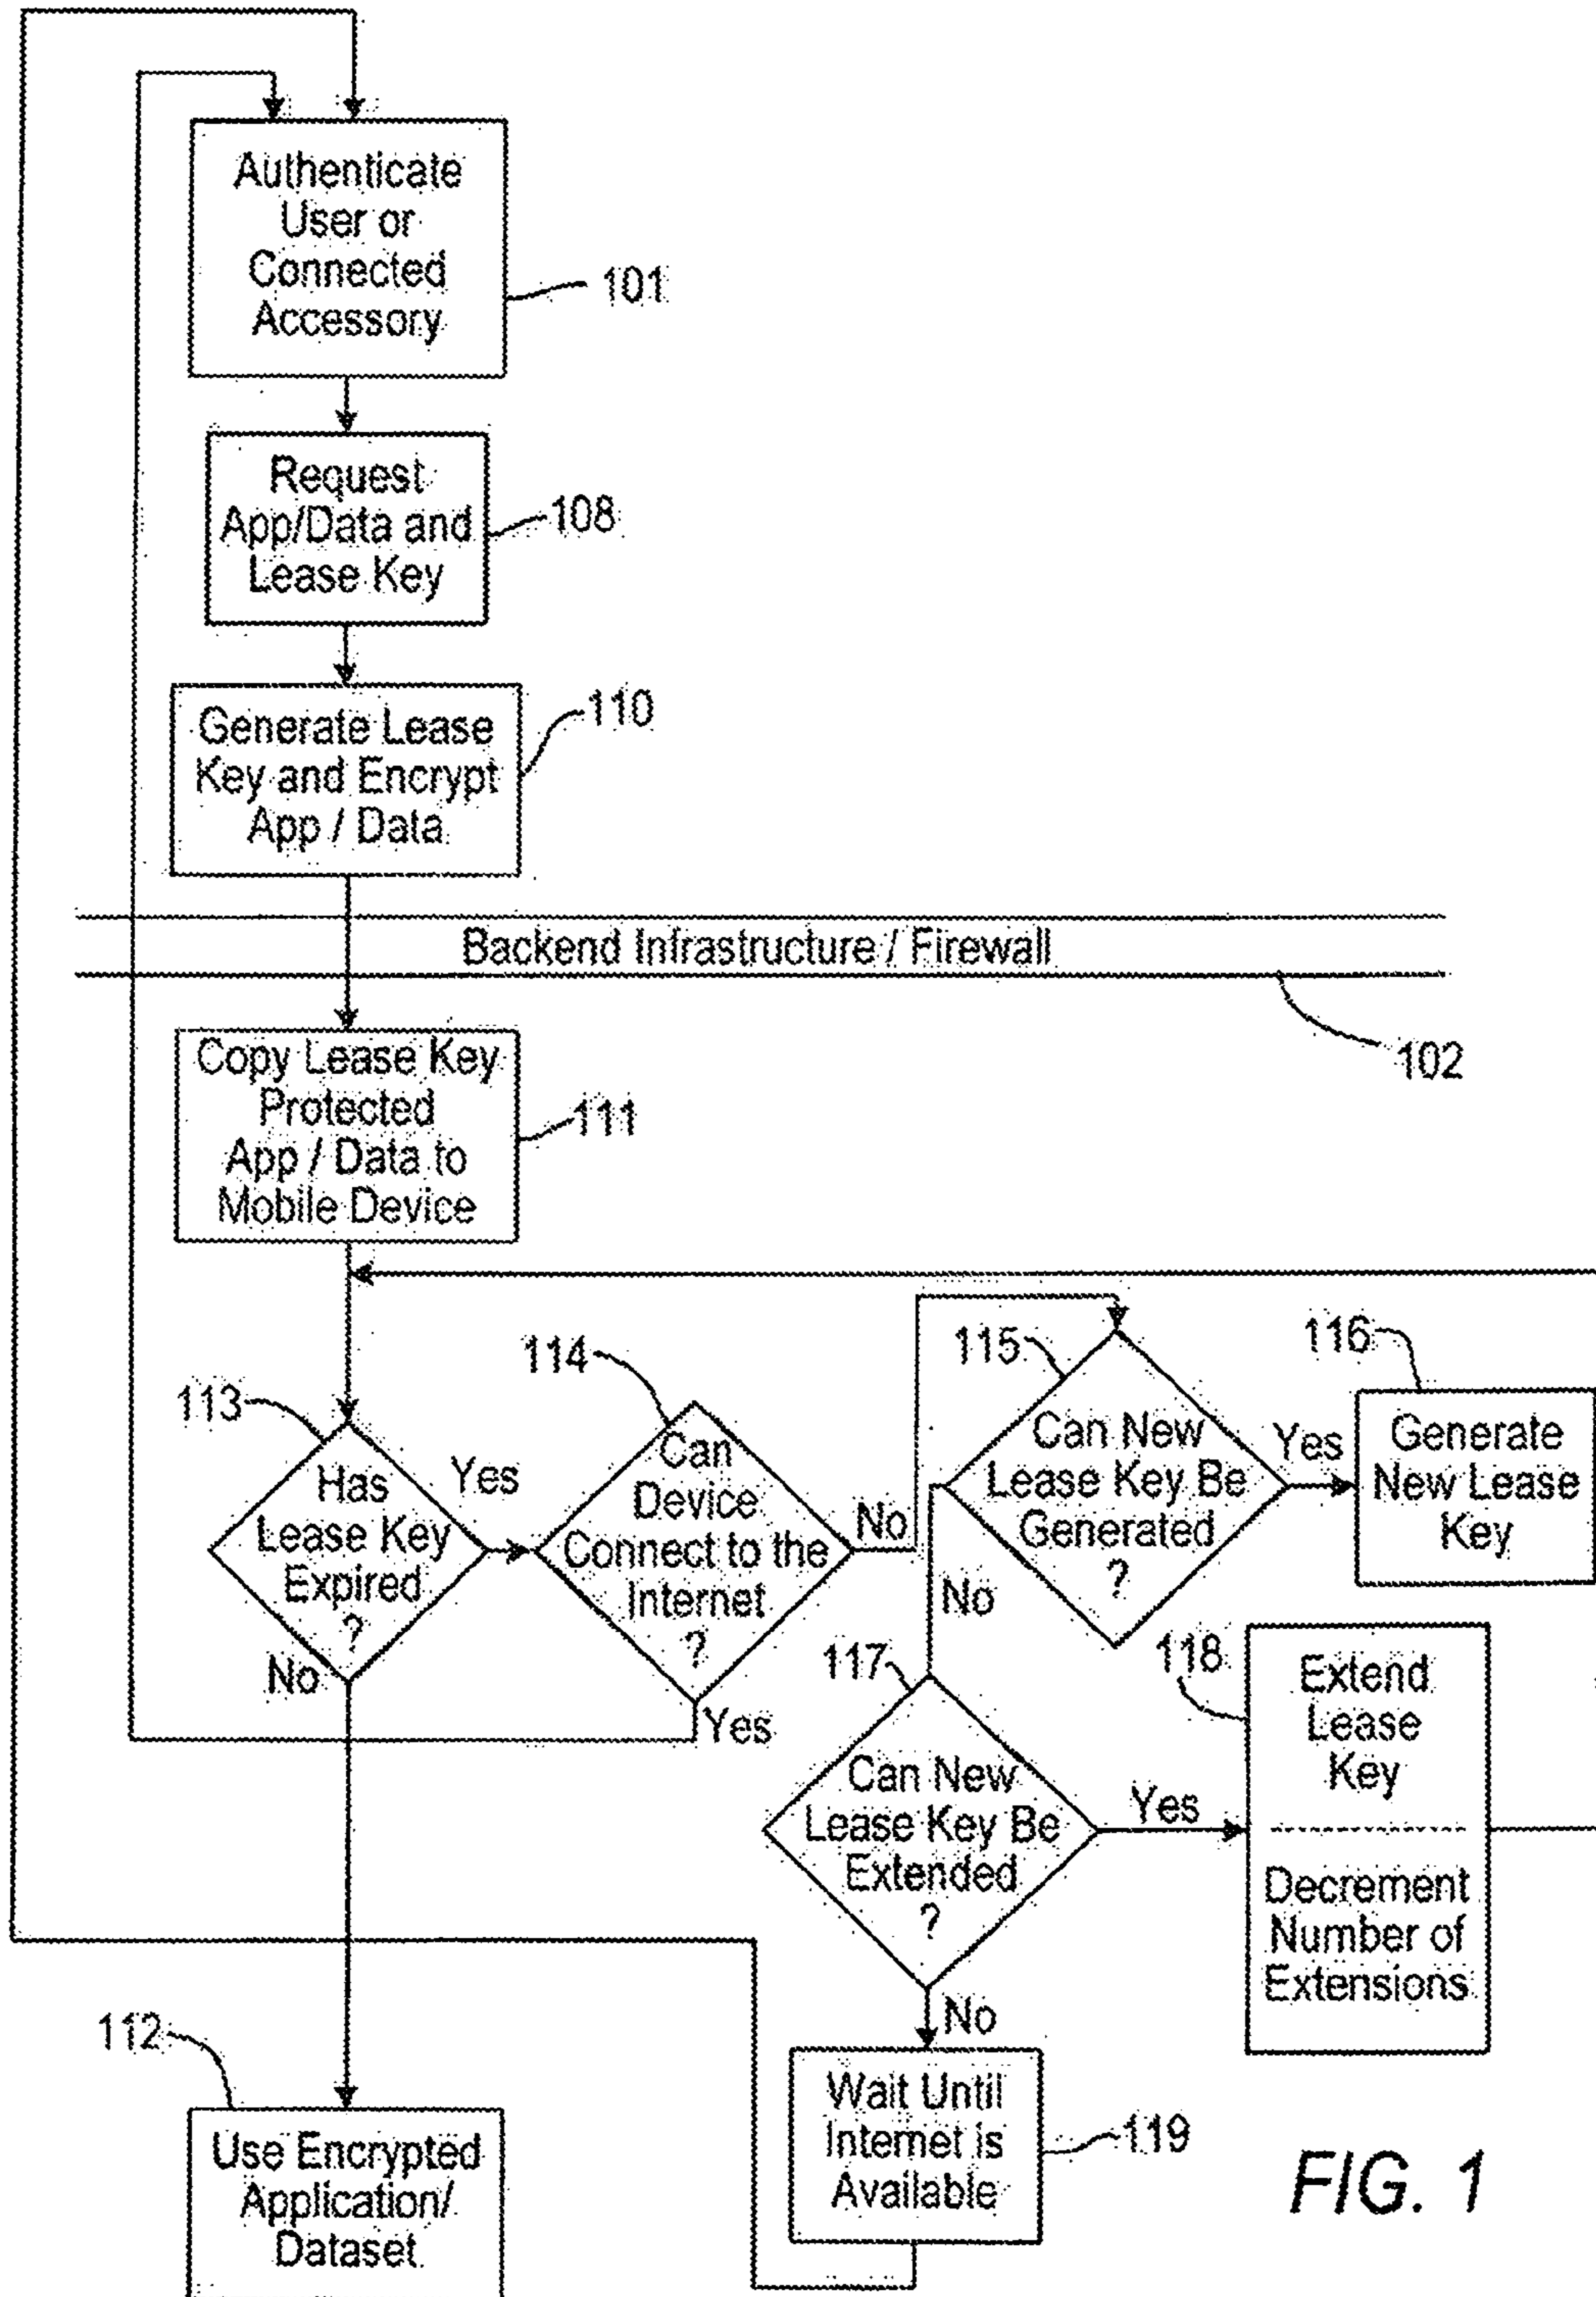 Authenticate
User or
Connected
Accessory
101
Request
App/Data and
Lease Key
108
Generate Lease
Key and Encrypt
App / Data
110
Backend Infrastructure / Firewall
102
Copy Lease Key
Protected
App / Data to
Mobile Device
111
113
Has
Lease Key
Expired
?
Yes
No
114
Can
Device
Connect to the
Internet
?
No
Yes
115
Can New
Lease Key Be
Generated
?
Yes
No
116
Generate
New Lease
Key
117
Can New
Lease Key Be
Extended
?
Yes
No
118
Extend
Lease
Key
Decrement
Number of
Extensions
112
Use Encrypted
Application/
Dataset
Wait Until
Internet is
Available
119
FIG. 1